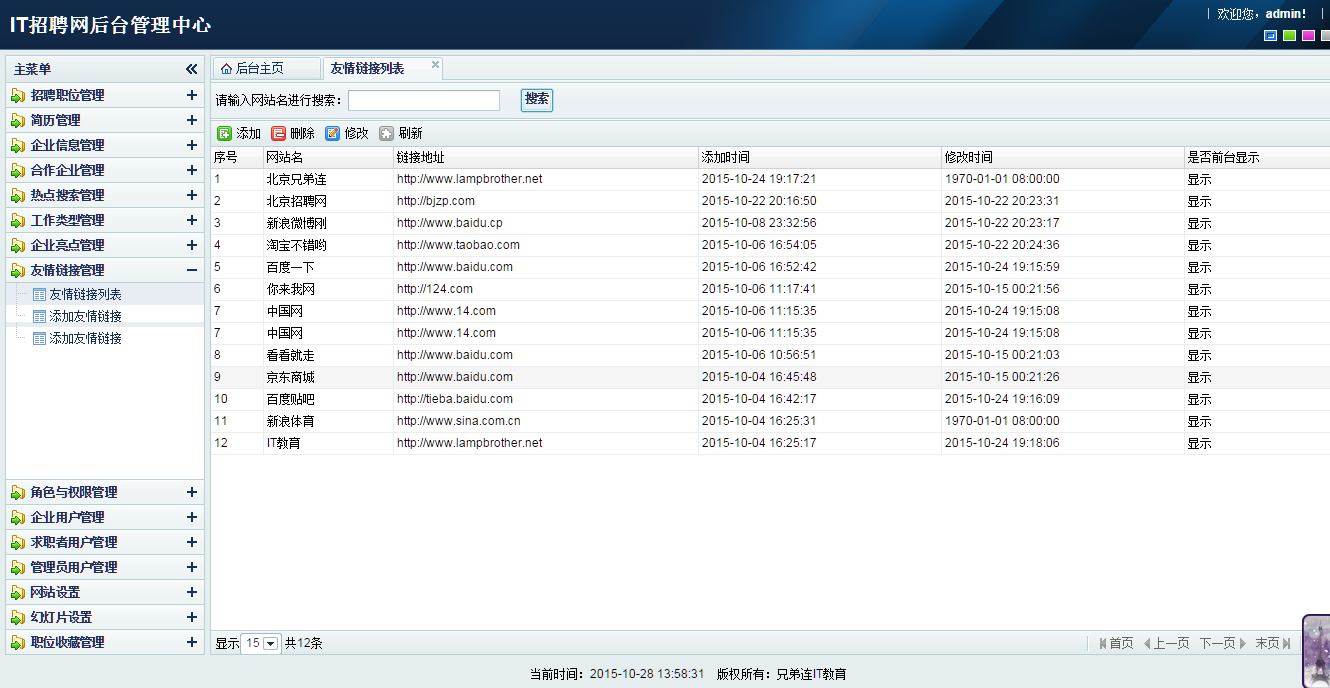 IT招聘网后台管理中心
欢迎您，admin!
主菜单
招聘职位管理
简历管理
企业信息管理
合作企业管理
热点搜索管理
工作类型管理
企业亮点管理
友情链接管理
友情链接列表
添加友情链接
添加友情链接
角色与权限管理
企业用户管理
求职者用户管理
管理员用户管理
网站设置
幻灯片设置
职位收藏管理
后台主页 友情链接列表
请输入网站名进行搜索： 搜索
添加 删除 修改 刷新
序号 网站名 链接地址 添加时间 修改时间 是否前台显示
1 北京兄弟连 http://www.lampbrother.net 2015-10-24 19:17:21 1970-01-01 08:00:00 显示
2 北京招聘网 http://bjzp.com 2015-10-22 20:16:50 2015-10-22 20:23:31 显示
3 新浪微博刚 http://www.baidu.cp 2015-10-08 23:32:56 2015-10-22 20:23:17 显示
4 淘宝不错哟 http://www.taobao.com 2015-10-06 16:54:05 2015-10-22 20:24:36 显示
5 百度一下 http://www.baidu.com 2015-10-06 16:52:42 2015-10-24 19:15:59 显示
6 你来我网 http://124.com 2015-10-06 11:17:41 2015-10-15 00:21:56 显示
7 中国网 http://www.14.com 2015-10-06 11:15:35 2015-10-24 19:15:08 显示
7 中国网 http://www.14.com 2015-10-06 11:15:35 2015-10-24 19:15:08 显示
8 看看就走 http://www.baidu.com 2015-10-06 10:56:51 2015-10-15 00:21:03 显示
9 京东商城 http://www.baidu.com 2015-10-04 16:45:48 2015-10-15 00:21:26 显示
10 百度贴吧 http://tieba.baidu.com 2015-10-04 16:42:17 2015-10-24 19:16:09 显示
11 新浪体育 http://www.sina.com.cn 2015-10-04 16:25:31 1970-01-01 08:00:00 显示
12 IT教育 http://www.lampbrother.net 2015-10-04 16:25:17 2015-10-24 19:18:06 显示
显示 15 共12条 首页 上一页 下一页 末页
当前时间：2015-10-28 13:58:31 版权所有：兄弟连IT教育